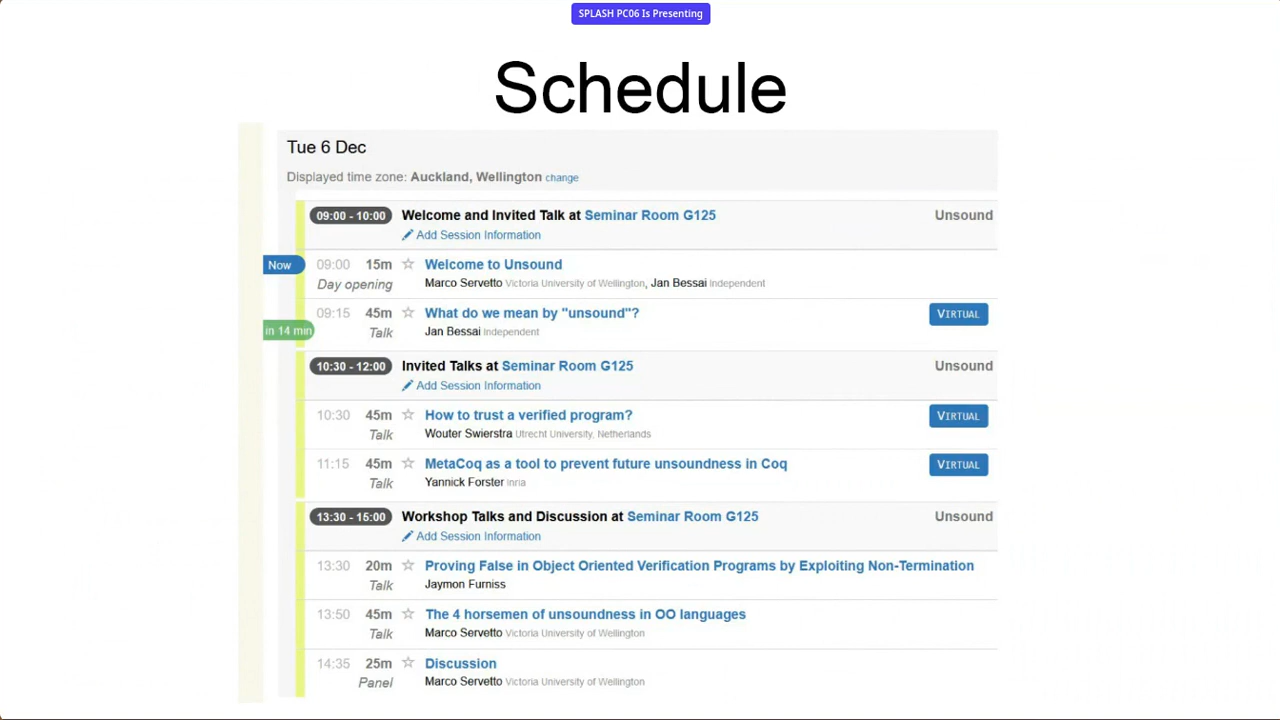 SPLASH PC06 Is Presenting
Schedule
Tue 6 Dec
Displayed time zone: Auckland, Wellington change
09:00 - 10:00 Welcome and Invited Talk at Seminar Room G125 Unsound
Add Session Information
Now 09:00 15m Welcome to Unsound
Day opening Marco Servetto Victoria University of Wellington, Jan Bessai Independent
09:15 45m What do we mean by "unsound"? VIRTUAL
in 14 min Talk Jan Bessai Independent
10:30 - 12:00 Invited Talks at Seminar Room G125 Unsound
Add Session Information
10:30 45m How to trust a verified program? VIRTUAL
Talk Wouter Swierstra Utrecht University, Netherlands
11:15 45m MetaCoq as a tool to prevent future unsoundness in Coq VIRTUAL
Talk Yannick Forster Inria
13:30 - 15:00 Workshop Talks and Discussion at Seminar Room G125 Unsound
Add Session Information
13:30 20m Proving False in Object Oriented Verification Programs by Exploiting Non-Termination
Talk Jaymon Furniss
13:50 45m The 4 horsemen of unsoundness in OO languages
Talk Marco Servetto Victoria University of Wellington
14:35 25m Discussion
Panel Marco Servetto Victoria University of Wellington